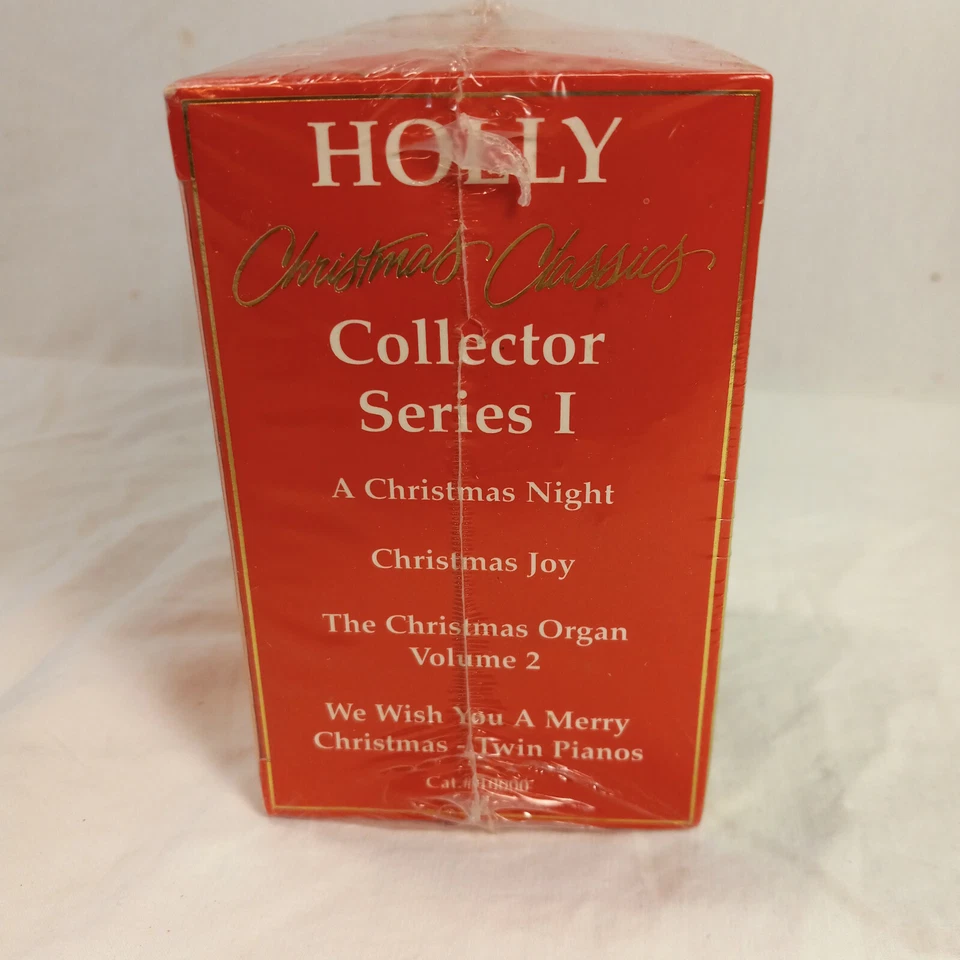 HOLLY
Christmas Classics
Collector
Series I
A Christmas Night
Christmas Joy
The Christmas Organ
Volume 2
We Wish You A Merry
Christmas - Twin Pianos
Cat.